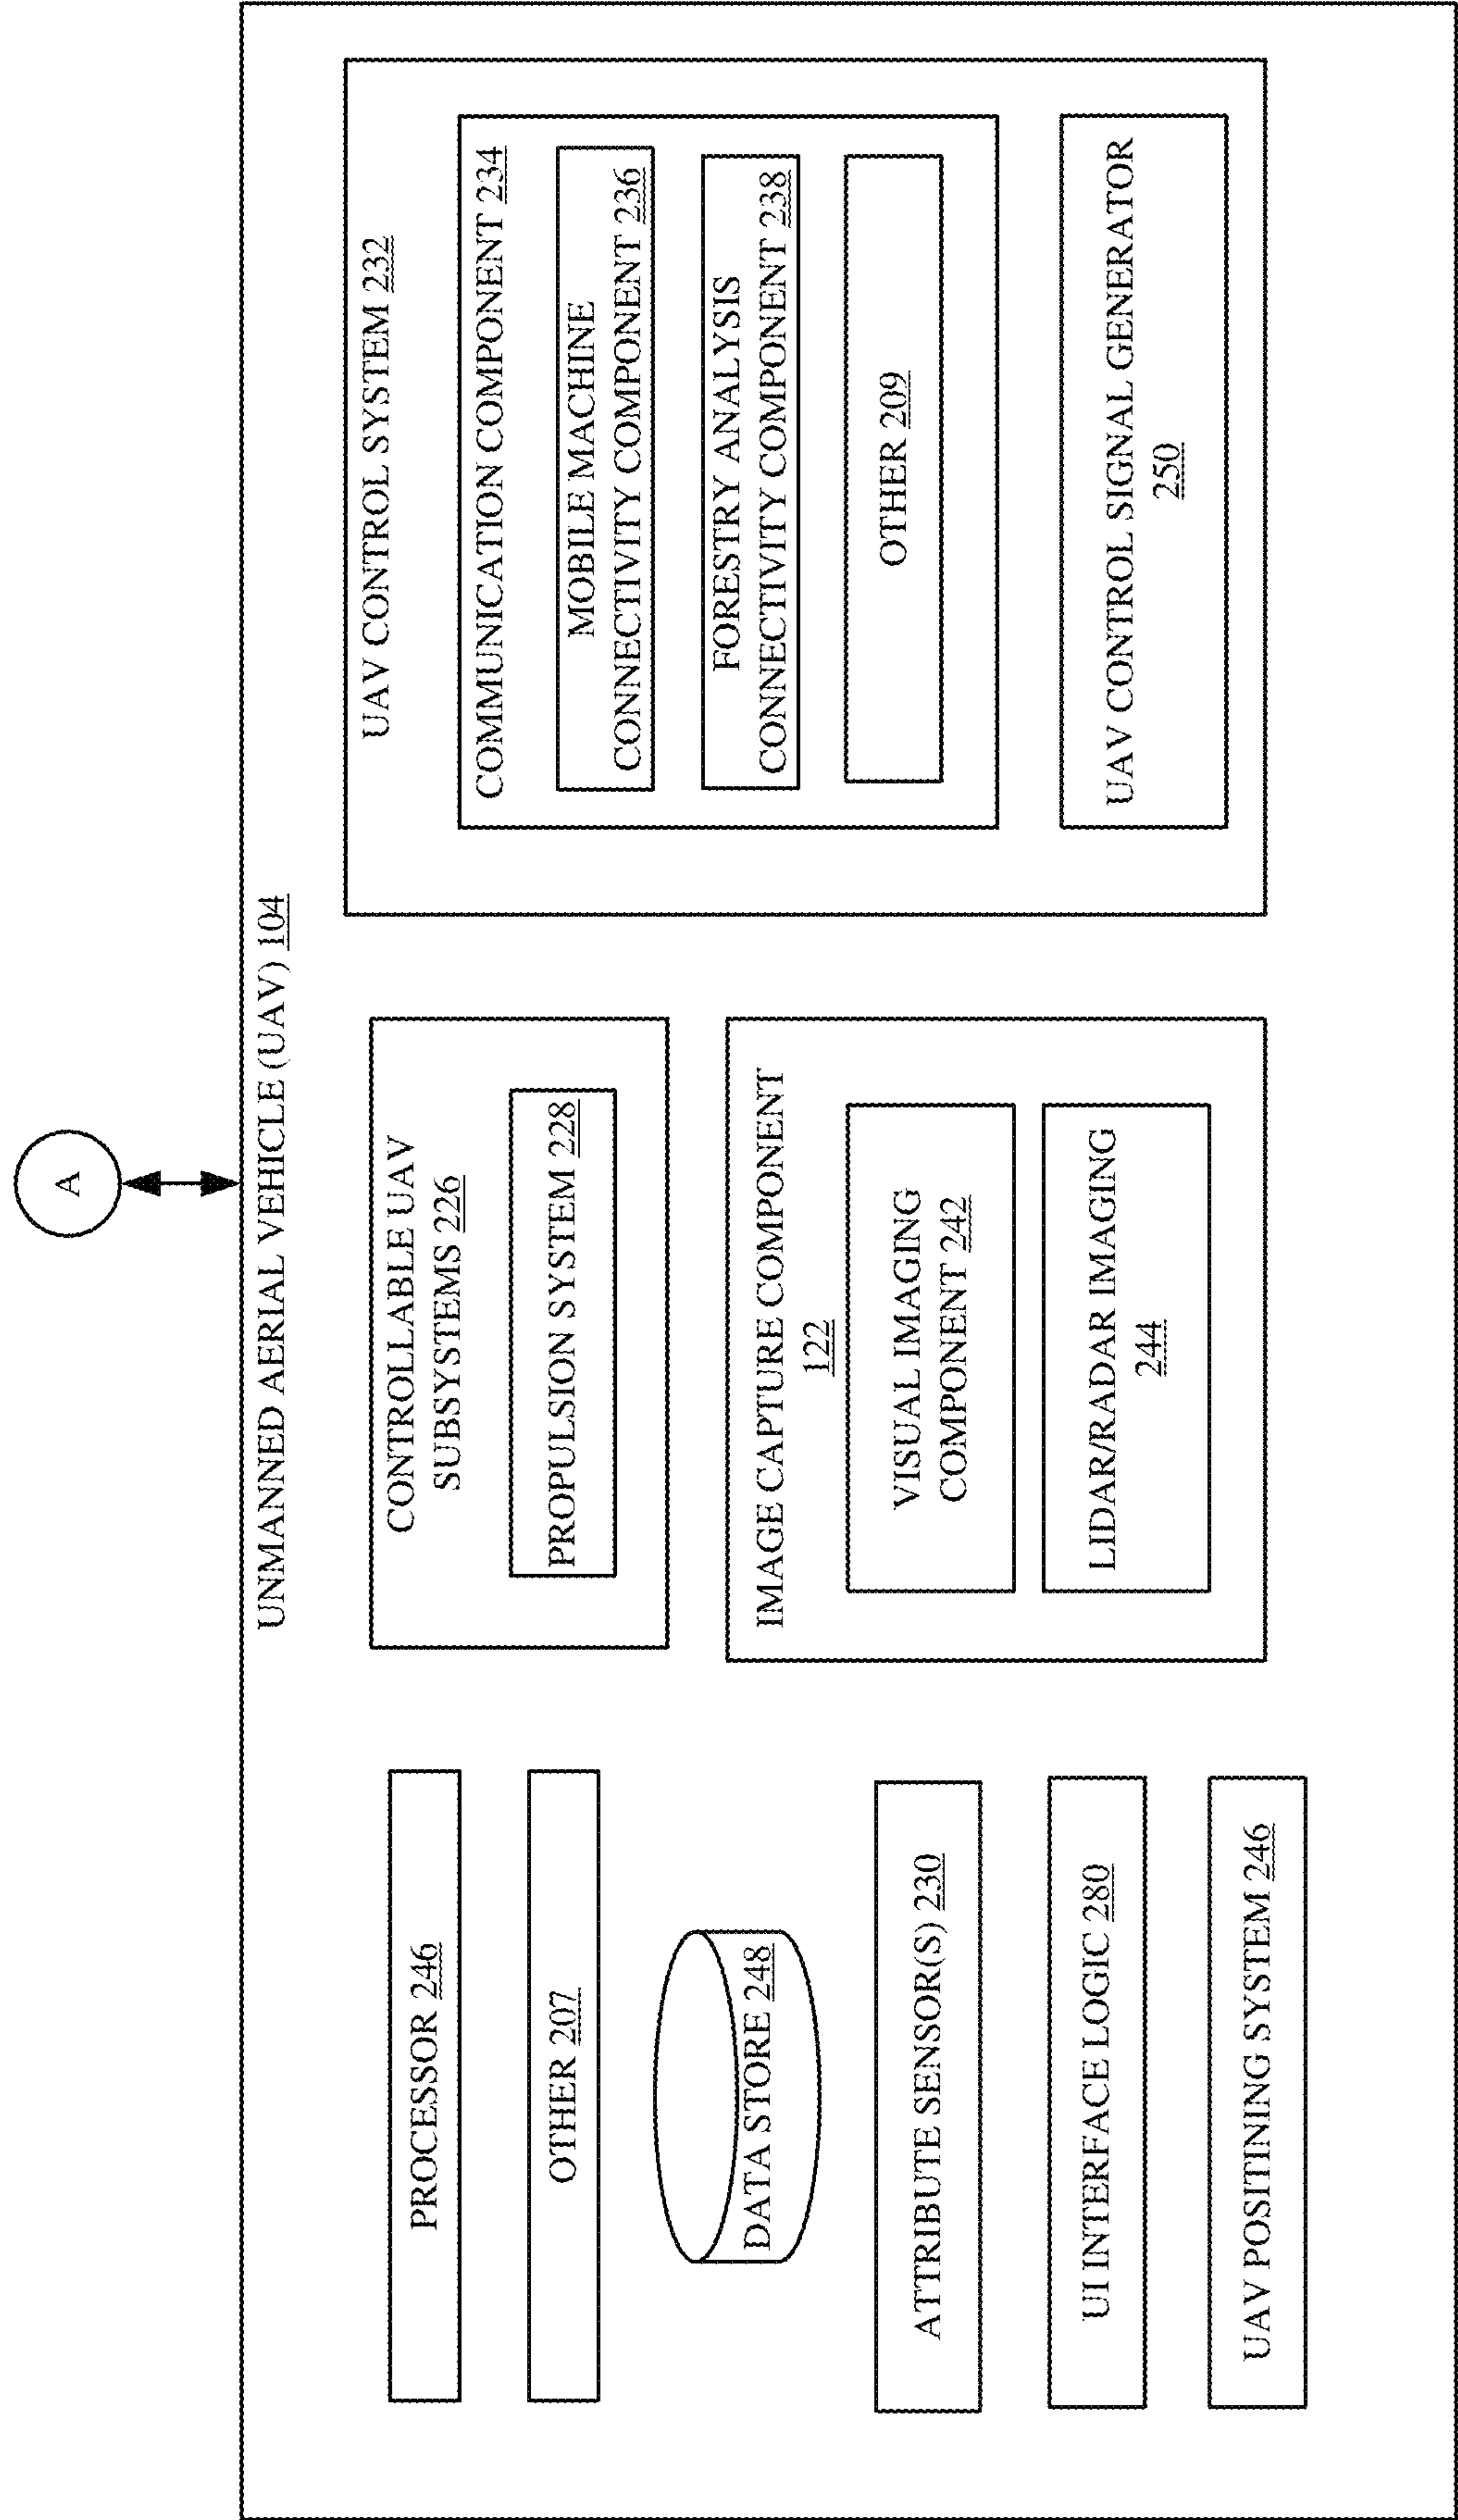 A
UNMANNED AERIAL VEHICLE (UAV) 104
PROCESSOR 246
OTHER 207
DATA STORE 248
ATTRIBUTE SENSOR(S) 230
UI INTERFACE LOGIC 280
UAV POSITINING SYSTEM 246
CONTROLLABLE UAV
SUBSYSTEMS 226
PROPULSION SYSTEM 228
IMAGE CAPTURE COMPONENT
122
VISUAL IMAGING
COMPONENT 242
LIDAR/RADAR IMAGING
244
UAV CONTROL SYSTEM 232
COMMUNICATION COMPONENT 234
MOBILE MACHINE
CONNECTIVITY COMPONENT 236
FORESTRY ANALYSIS
CONNECTIVITY COMPONENT 238
OTHER 209
UAV CONTROL SIGNAL GENERATOR
250